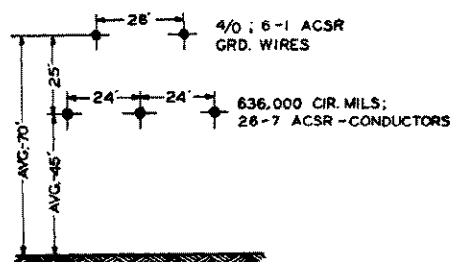 28'
4/0 ; 6-1 ACSR
GRD. WIRES
25'
24'
24'
636,000 CIR. MILS;
26-7 ACSR-CONDUCTORS
AVG.-70'
AVG.-45'